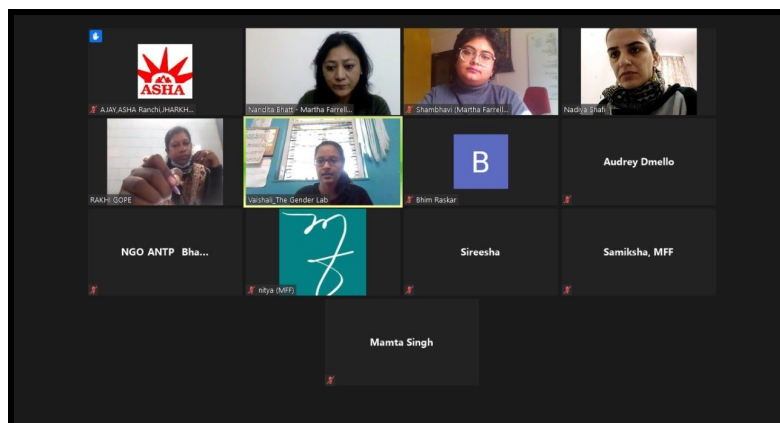 ASHA
AJAY,ASHA Ranchi,JHARKH...
Nandita Bhatt - Martha Farrell...
Shambhavi (Martha Farrell...
Nadiya Shafi
RAKHI GOPE
Vaishali_The Gender Lab
B
Bhim Raskar
Audrey Dmello
NGO ANTP Bha...
nitya (MFF)
Sireesha
Samiksha, MFF
Mamta Singh